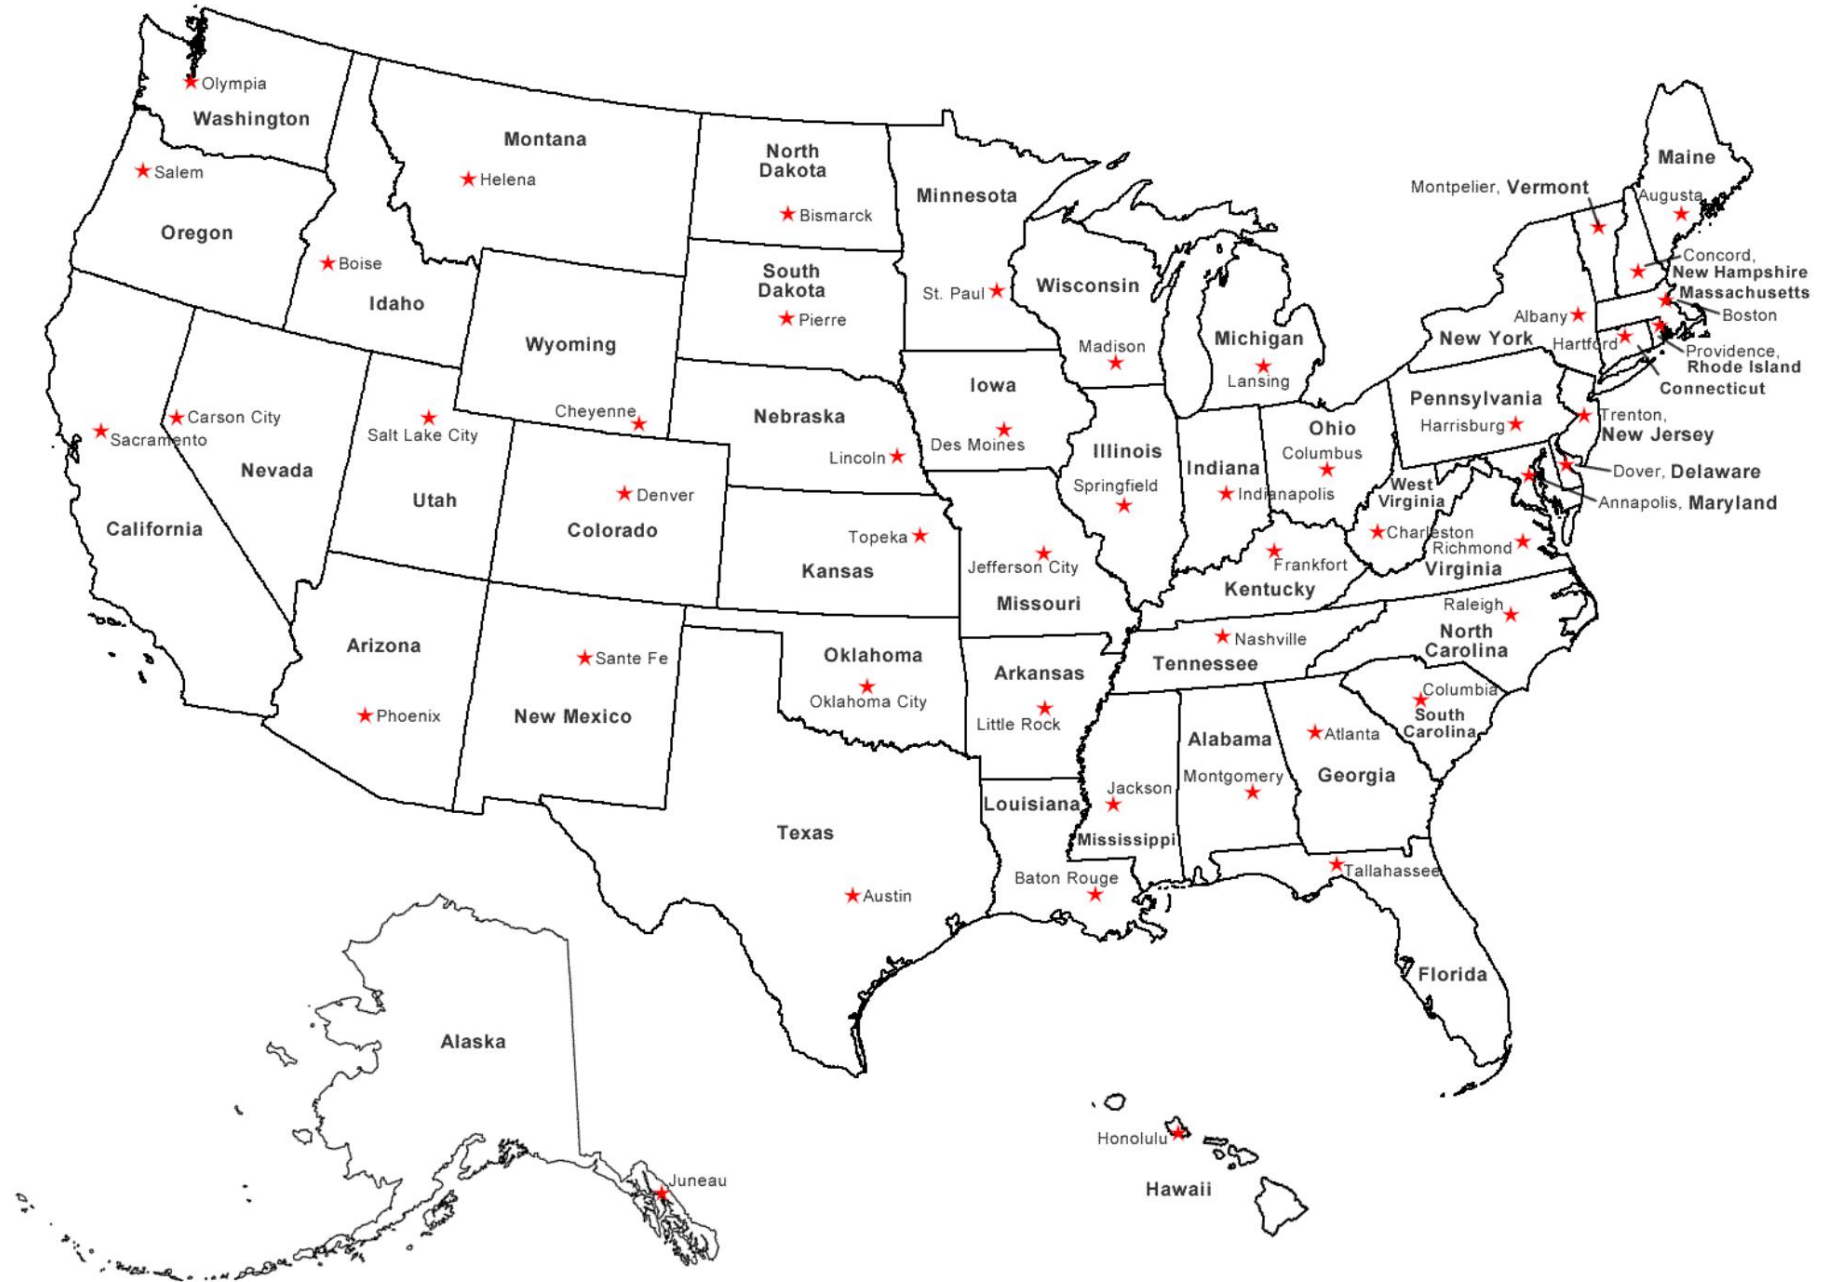 Olympia
Washington
Montana
North
Dakota
Minnesota
Maine
Salem
Helena
Montpelier, Vermont
Augusta
Bismarck
Oregon
Boise
Idaho
South
Dakota
St. Paul
Wisconsin
Concord,
New Hampshire
Massachusetts
Boston
Pierre
Wyoming
Madison
Michigan
Lansing
Albany
New York
Hartford
Providence,
Rhode Island
Connecticut
Iowa
Des Moines
Cheyenne
Nebraska
Lincoln
Pennsylvania
Harrisburg
Trenton,
New Jersey
Carson City
Sacramento
Salt Lake City
Nevada
Utah
California
Denver
Colorado
Illinois
Springfield
Indiana
Indianapolis
Ohio
Columbus
West
Virginia
Charleston
Dover, Delaware
Annapolis, Maryland
Richmond
Virginia
Topeka
Kansas
Jefferson City
Missouri
Frankfort
Kentucky
Raleigh
North
Carolina
Nashville
Tennessee
Arizona
Phoenix
Sante Fe
New Mexico
Oklahoma
Oklahoma City
Arkansas
Little Rock
Columbia
South
Carolina
Alabama
Montgomery
Atlanta
Georgia
Jackson
Mississippi
Louisiana
Baton Rouge
Texas
Austin
Tallahassee
Florida
Alaska
Juneau
Honolulu
Hawaii